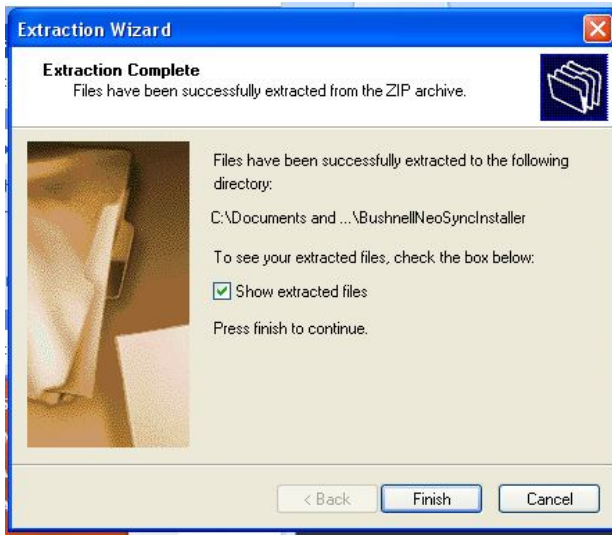 Extraction Wizard
Extraction Complete
Files have been successfully extracted from the ZIP archive.
Files have been successfully extracted to the following
directory:
C:\Documents and ...\BushnellNeoSyncInstaller
To see your extracted files, check the box below:
Show extracted files
Press finish to continue.
< Back
Finish
Cancel